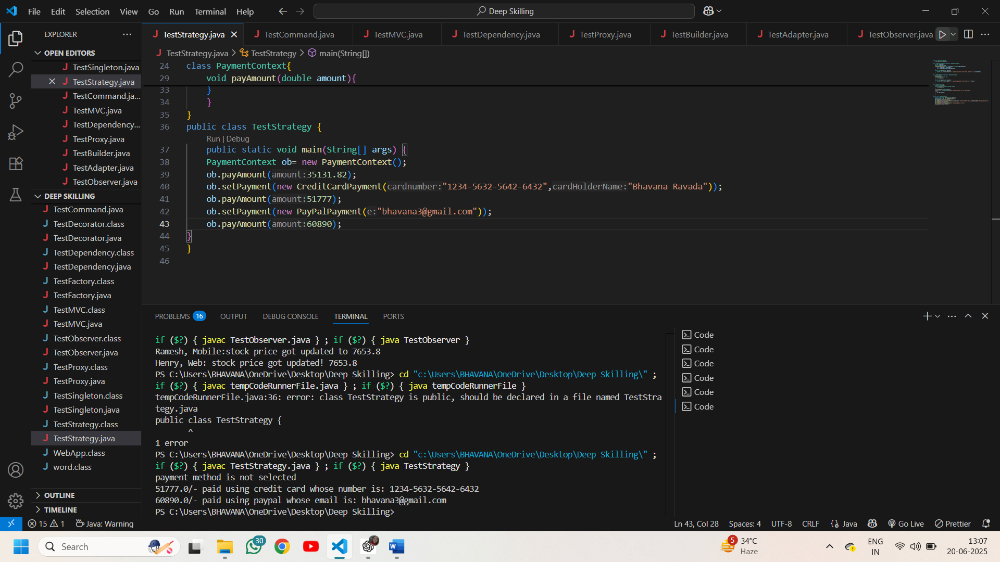 File Edit Selection View Go Run Terminal Help
Deep Skilling
EXPLORER
OPEN EDITORS
TestSingleton.java
TestStrategy.java
TestCommand.ja...
TestMVC.java
TestDependency...
TestProxy.java
TestBuilder.java
TestAdapter.java
TestObserver.java
DEEP SKILLING
TestCommand.java
TestDecorator.class
TestDecorator.java
TestDependency.class
TestDependency.java
TestFactory.class
TestFactory.java
TestMVC.class
TestMVC.java
TestObserver.class
TestObserver.java
TestProxy.class
TestProxy.java
TestSingleton.class
TestSingleton.java
TestStrategy.class
TestStrategy.java
WebApp.class
word.class
OUTLINE
TIMELINE
TestStrategy.java TestCommand.java TestMVC.java TestDependency.java TestProxy.java TestBuilder.java TestAdapter.java TestObserver.java
TestStrategy.java > TestStrategy > main(String[])
24 class PaymentContext{
29 void payAmount(double amount){
33 }
34 }
35 }
36 public class TestStrategy {
Run | Debug
37 public static void main(String[] args) {
38 PaymentContext ob= new PaymentContext();
39 ob.payAmount(amount:35131.82);
40 ob.setPayment(new CreditCardPayment(cardnumber:"1234-5632-5642-6432",cardHolderName:"Bhavana Ravada"));
41 ob.payAmount(amount:51777);
42 ob.setPayment(new PayPalPayment(e:"bhavana3@gmail.com"));
43 ob.payAmount(amount:60890);
44 }
45 }
46
PROBLEMS 16 OUTPUT DEBUG CONSOLE TERMINAL PORTS
if ($?) { javac TestObserver.java } ; if ($?) { java TestObserver }
Ramesh, Mobile:stock price got updated to 7653.8
Henry, Web: stock price got updated! 7653.8
PS C:\Users\BHAVANA\OneDrive\Desktop\Deep Skilling> cd "c:\Users\BHAVANA\OneDrive\Desktop\Deep Skilling\" ;
if ($?) { javac tempCodeRunnerFile.java } ; if ($?) { java tempCodeRunnerFile }
tempCodeRunnerFile.java:36: error: class TestStrategy is public, should be declared in a file named TestStra
tegy.java
public class TestStrategy {
^
1 error
PS C:\Users\BHAVANA\OneDrive\Desktop\Deep Skilling> cd "c:\Users\BHAVANA\OneDrive\Desktop\Deep Skilling\" ;
if ($?) { javac TestStrategy.java } ; if ($?) { java TestStrategy }
payment method is not selected
51777.0/- paid using credit card whose number is: 1234-5632-5642-6432
60890.0/- paid using paypal whose email is: bhavana3@gmail.com
PS C:\Users\BHAVANA\OneDrive\Desktop\Deep Skilling>
Code
Code
Code
Code
Code
Code
15 1 Java: Warning
Ln 43, Col 28 Spaces: 4 UTF-8 CRLF {} Java Go Live Prettier
Search
30
5
34°C
Haze
ENG
IN
13:07
20-06-2025